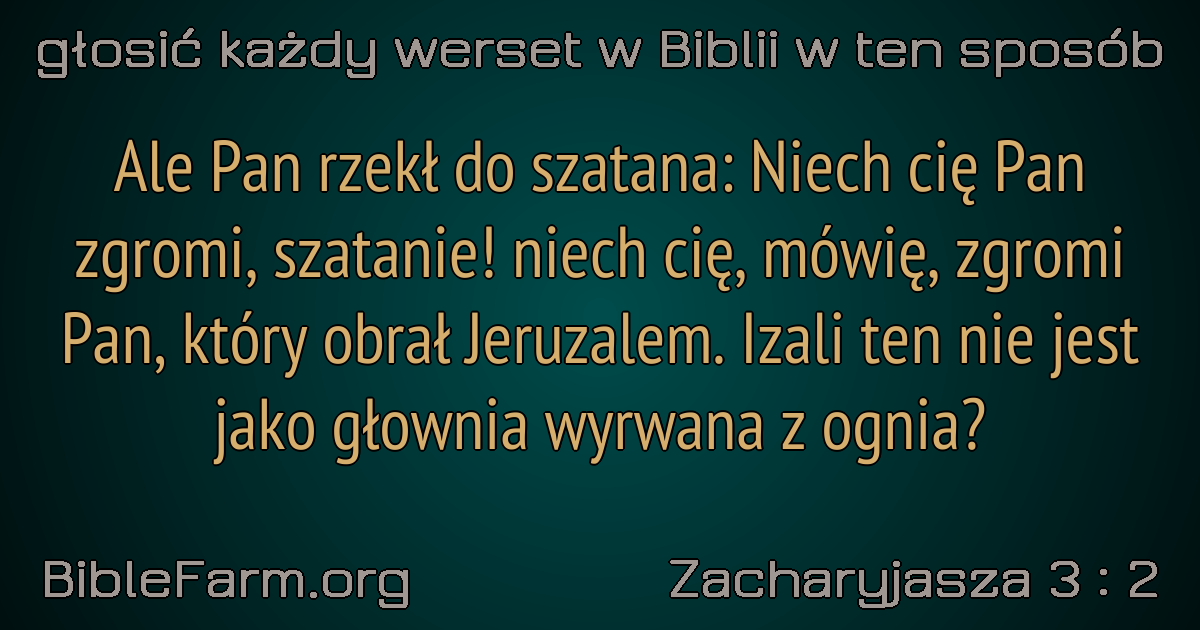 głosić każdy werset w Biblii w ten sposób
Ale Pan rzekł do szatana: Niech cię Pan
zgromi, szatanie! niech cię, mówię, zgromi
Pan, który obrał Jeruzalem. Izali ten nie jest
jako głownia wyrwana z ognia?
BibleFarm.org
Zacharyjasza 3 : 2